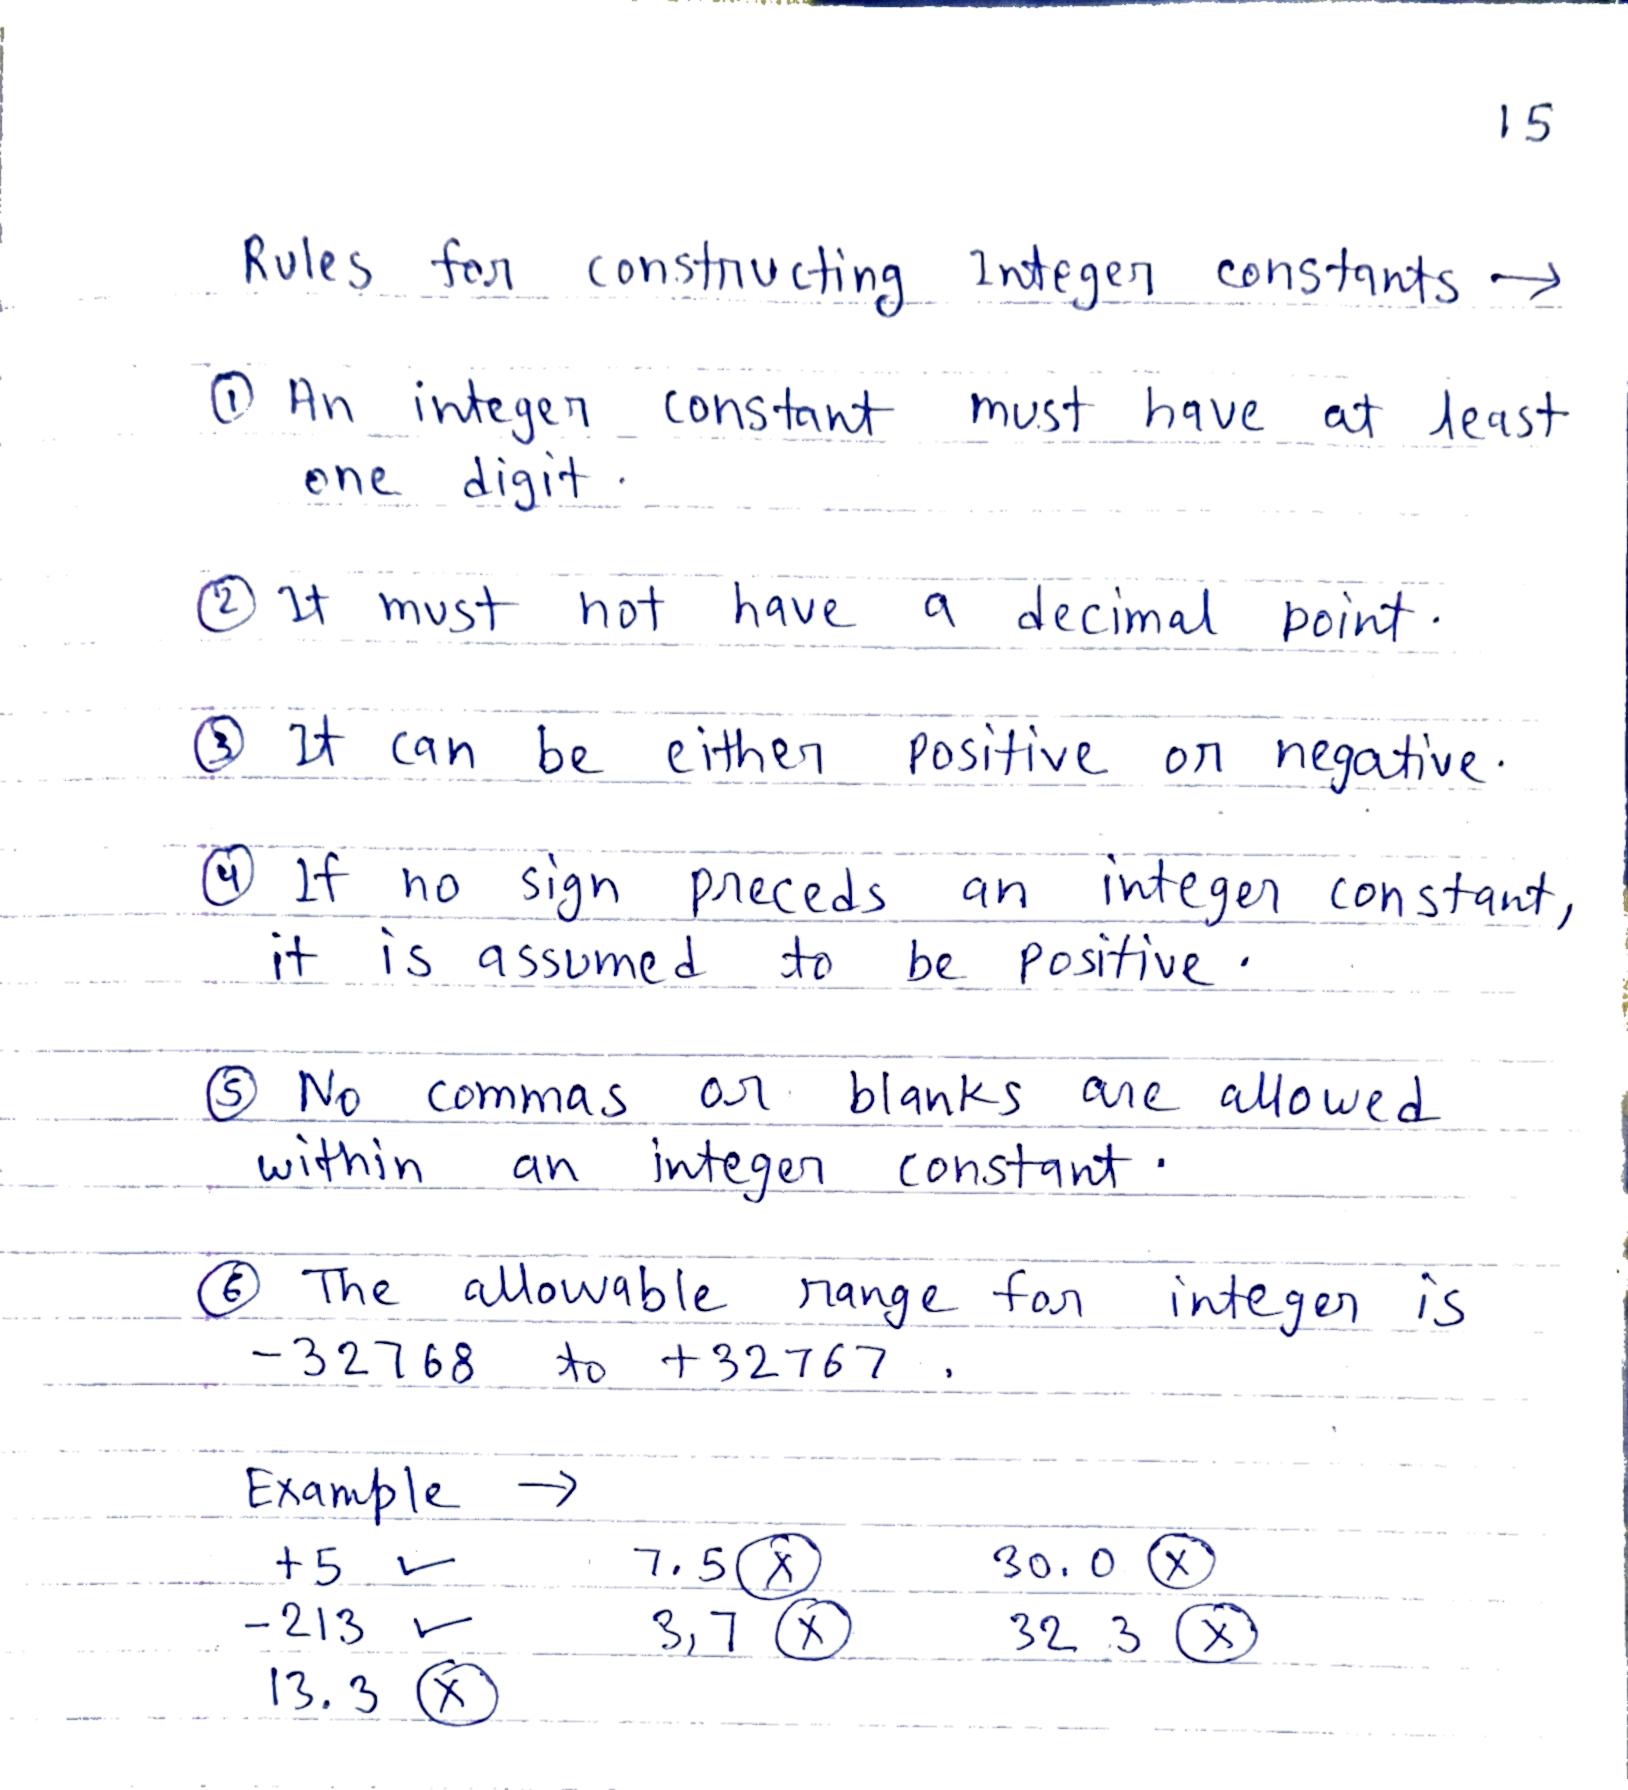 15
Rules for constructing Integer constants →
① An integer constant must have at least
one digit.
② It must not have a decimal point.
③ It can be either positive or negative.
④ If no sign preceds an integer constant,
it is assumed to be positive.
⑤ No commas or blanks are allowed
within an integer constant.
⑥ The allowable range for integer is
-32768 to +32767.
Example →
+5 ✓ 7.5 ⓧ 30.0 ⓧ
-213 ✓ 3,7 ⓧ 32 3 ⓧ
13.3 ⓧ